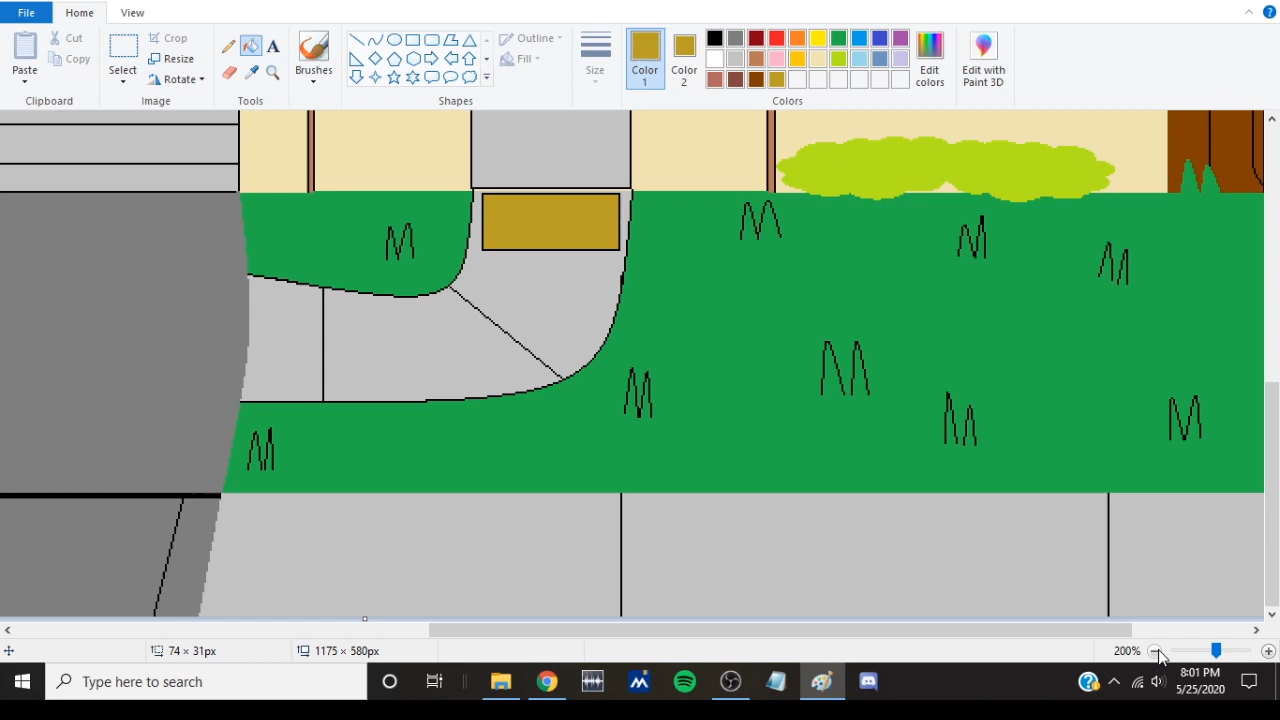 File Home View
Paste Cut Copy Clipboard
Select Crop Resize Rotate Image
A Tools
Brushes
Outline Fill Shapes
Size
Color 1 Color 2 Edit colors Colors
Edit with Paint 3D
74 × 31px 1175 × 580px 200%
Type here to search
8:01 PM
5/25/2020